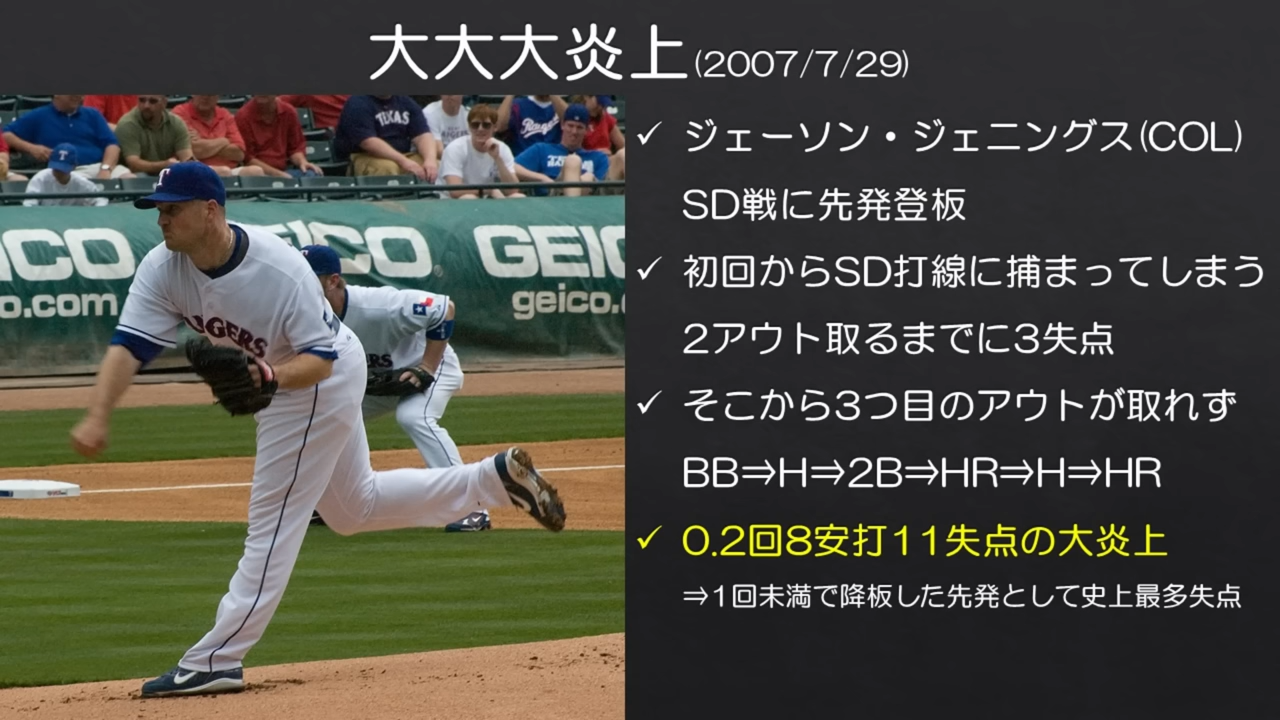 大大大炎上(2007/7/29)
✓ ジェーソン・ジェニングス(COL)
SD戦に先発登板
✓ 初回からSD打線に捕まってしまう
2アウト取るまでに3失点
✓ そこから3つ目のアウトが取れず
BB⇒H⇒2B⇒HR⇒H⇒HR
✓ 0.2回8安打11失点の大炎上
⇒1回未満で降板した先発として史上最多失点
TEXAS
Rangers
T
T
ICO
GEICO
GEIC
o.com
geico.c
RANGERS
ERS